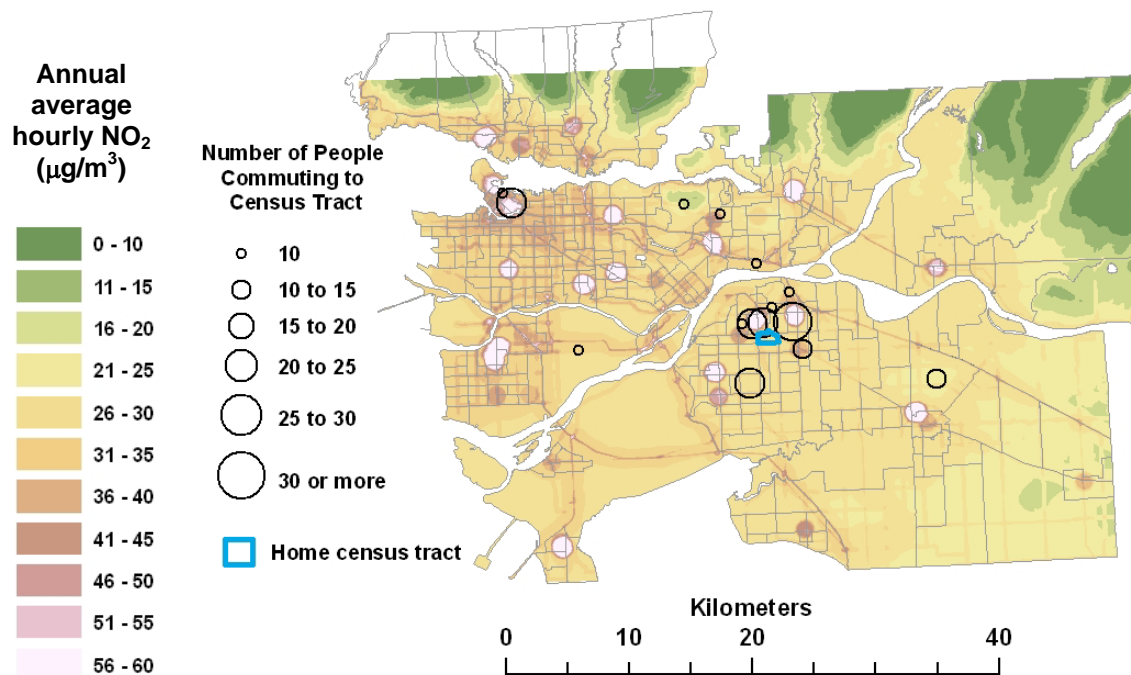 Annual
average
hourly NO2
(μg/m3)
0 - 10
11 - 15
16 - 20
21 - 25
26 - 30
31 - 35
36 - 40
41 - 45
46 - 50
51 - 55
56 - 60
Number of People
Commuting to
Census Tract
10
10 to 15
15 to 20
20 to 25
25 to 30
30 or more
Home census tract
Kilometers
0 10 20 40